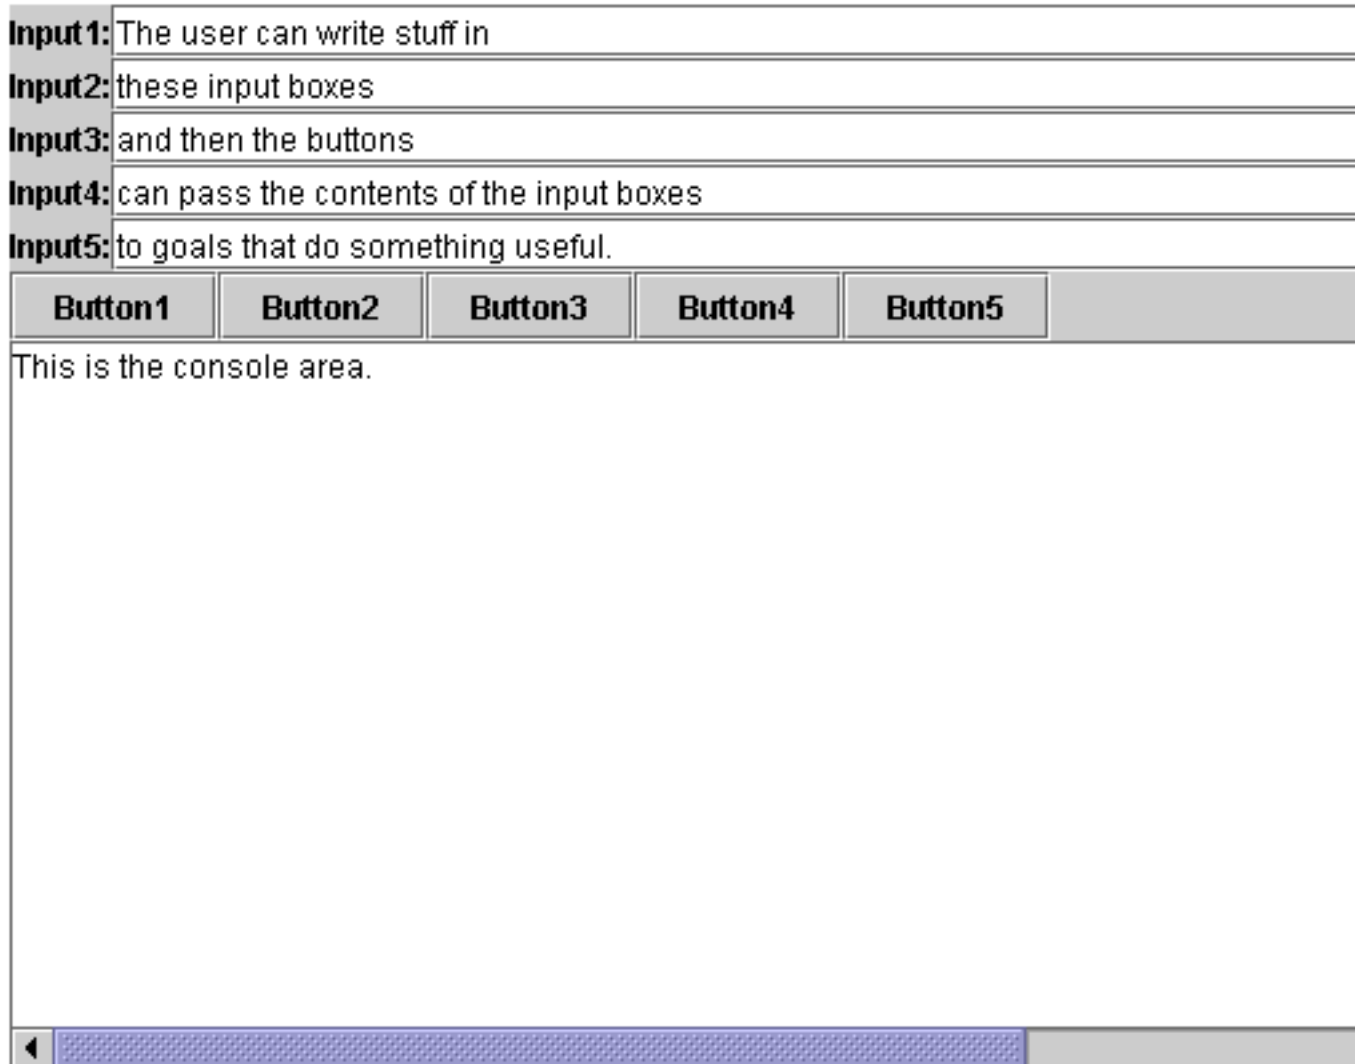 Input1: The user can write stuff in
Input2: these input boxes
Input3: and then the buttons
Input4: can pass the contents of the input boxes
Input5: to goals that do something useful.
Button1 Button2 Button3 Button4 Button5
This is the console area.